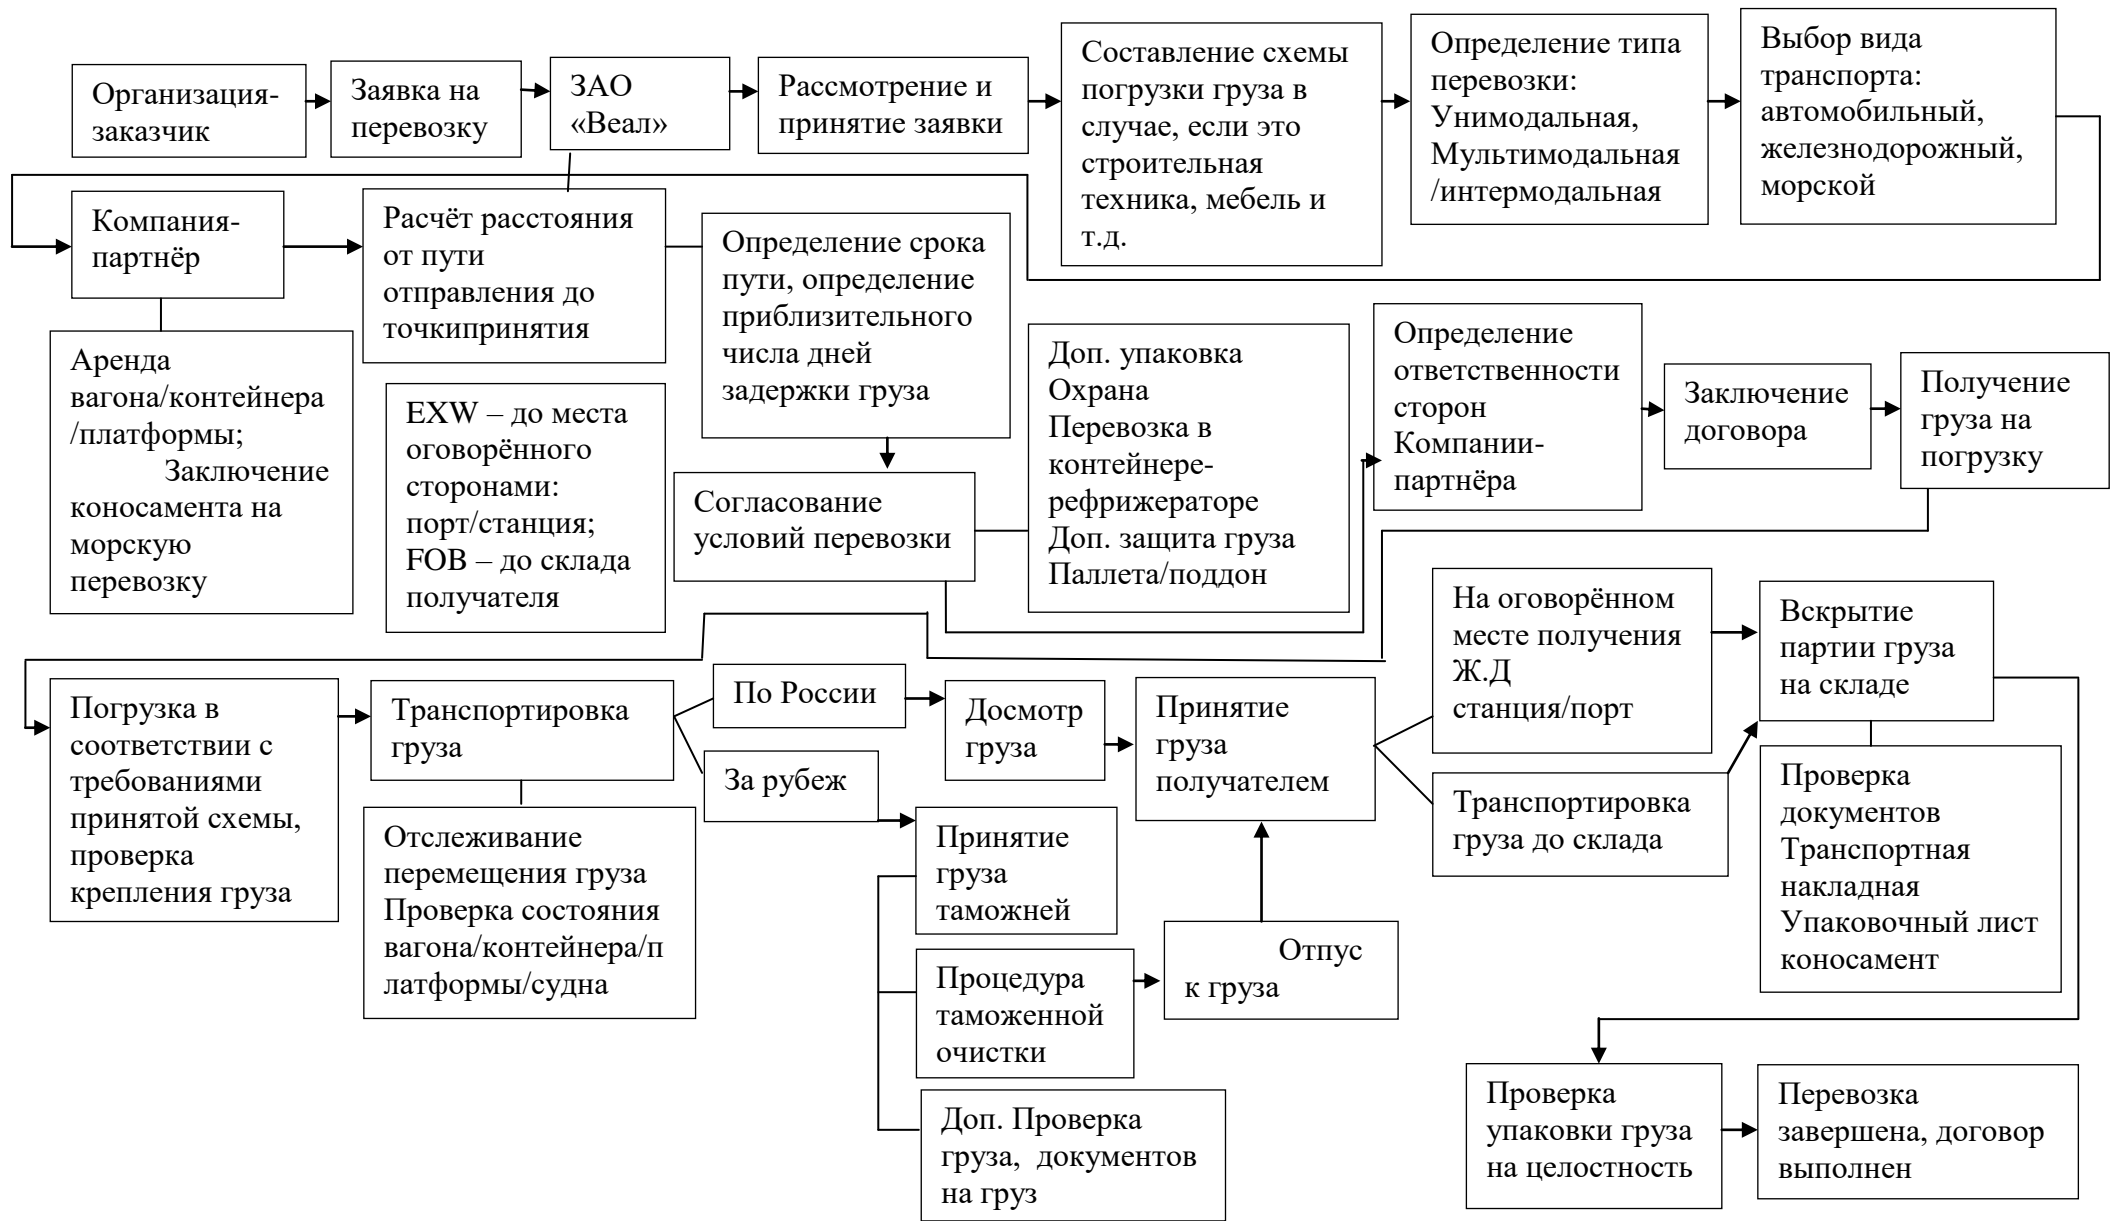 Организация-
заказчик
Заявка на
перевозку
ЗАО
«Веал»
Рассмотрение и
принятие заявки
Составление схемы
погрузки груза в
случае, если это
строительная
техника, мебель и
т.д.
Определение типа
перевозки:
Унимодальная,
Мультимодальная
/интермодальная
Выбор вида
транспорта:
автомобильный,
железнодорожный,
морской
Компания-
партнёр
Расчёт расстояния
от пути
отправления до
точкипринятия
Определение срока
пути, определение
приблизительного
числа дней
задержки груза
Аренда
вагона/контейнера
/платформы;
Заключение
коносамента на
морскую
перевозку
EXW – до места
оговорённого
сторонами:
порт/станция;
FOB – до склада
получателя
Согласование
условий перевозки
Доп. упаковка
Охрана
Перевозка в
контейнере-
рефрижераторе
Доп. защита груза
Паллета/поддон
Определение
ответственности
сторон
Компании-
партнёра
Заключение
договора
Получение
груза на
погрузку
Погрузка в
соответствии с
требованиями
принятой схемы,
проверка
крепления груза
Транспортировка
груза
Отслеживание
перемещения груза
Проверка состояния
вагона/контейнера/п
латформы/судна
По России
За рубеж
Досмотр
груза
Принятие
груза
таможней
Процедура
таможенной
очистки
Доп. Проверка
груза, документов
на груз
Отпус
к груза
Принятие
груза
получателем
На оговорённом
месте получения
Ж.Д
станция/порт
Транспортировка
груза до склада
Вскрытие
партии груза
на складе
Проверка
документов
Транспортная
накладная
Упаковочный лист
коносамент
Проверка
упаковки груза
на целостность
Перевозка
завершена, договор
выполнен